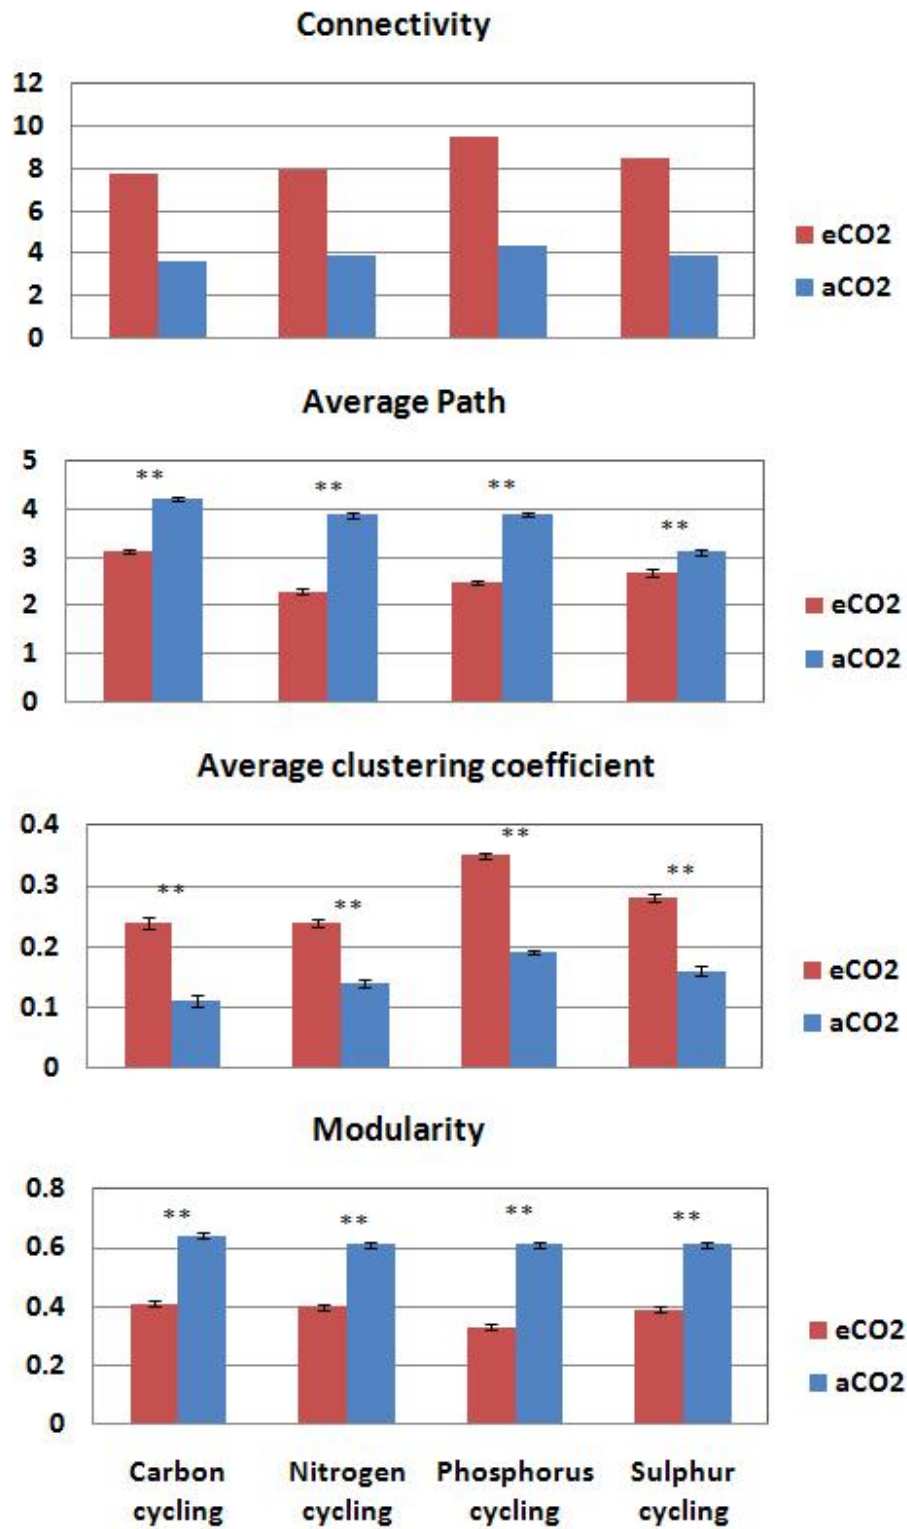 Connectivity
12
10
8
6
4
2
0
eCO2
aCO2
Average Path
5
4
3
2
1
0
** ** ** **
eCO2
aCO2
Average clustering coefficient
0.4
0.3
0.2
0.1
0
** ** ** **
eCO2
aCO2
Modularity
0.8
0.6
0.4
0.2
0
** ** ** **
eCO2
aCO2
Carbon Nitrogen Phosphorus Sulphur
cycling cycling cycling cycling